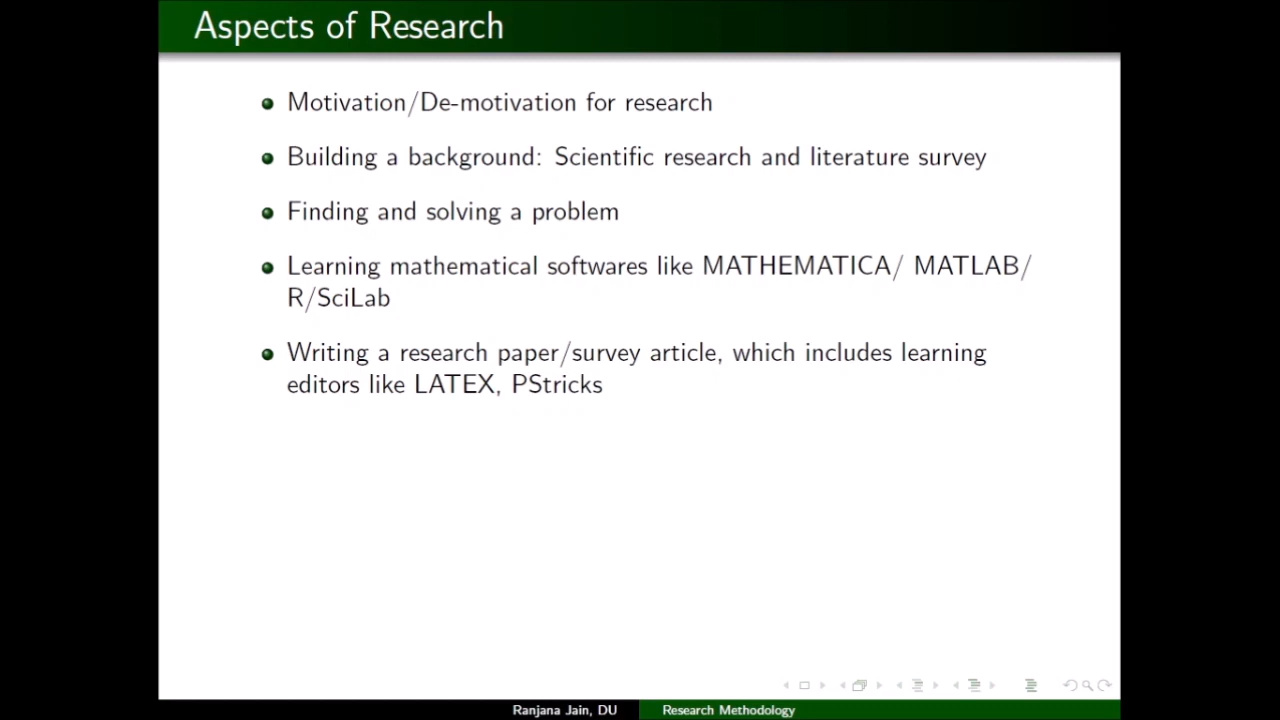 Aspects of Research
Motivation/De-motivation for research
Building a background: Scientific research and literature survey
Finding and solving a problem
Learning mathematical softwares like MATHEMATICA/ MATLAB/
R/SciLab
Writing a research paper/survey article, which includes learning
editors like LATEX, PStricks
Ranjana Jain, DU
Research Methodology